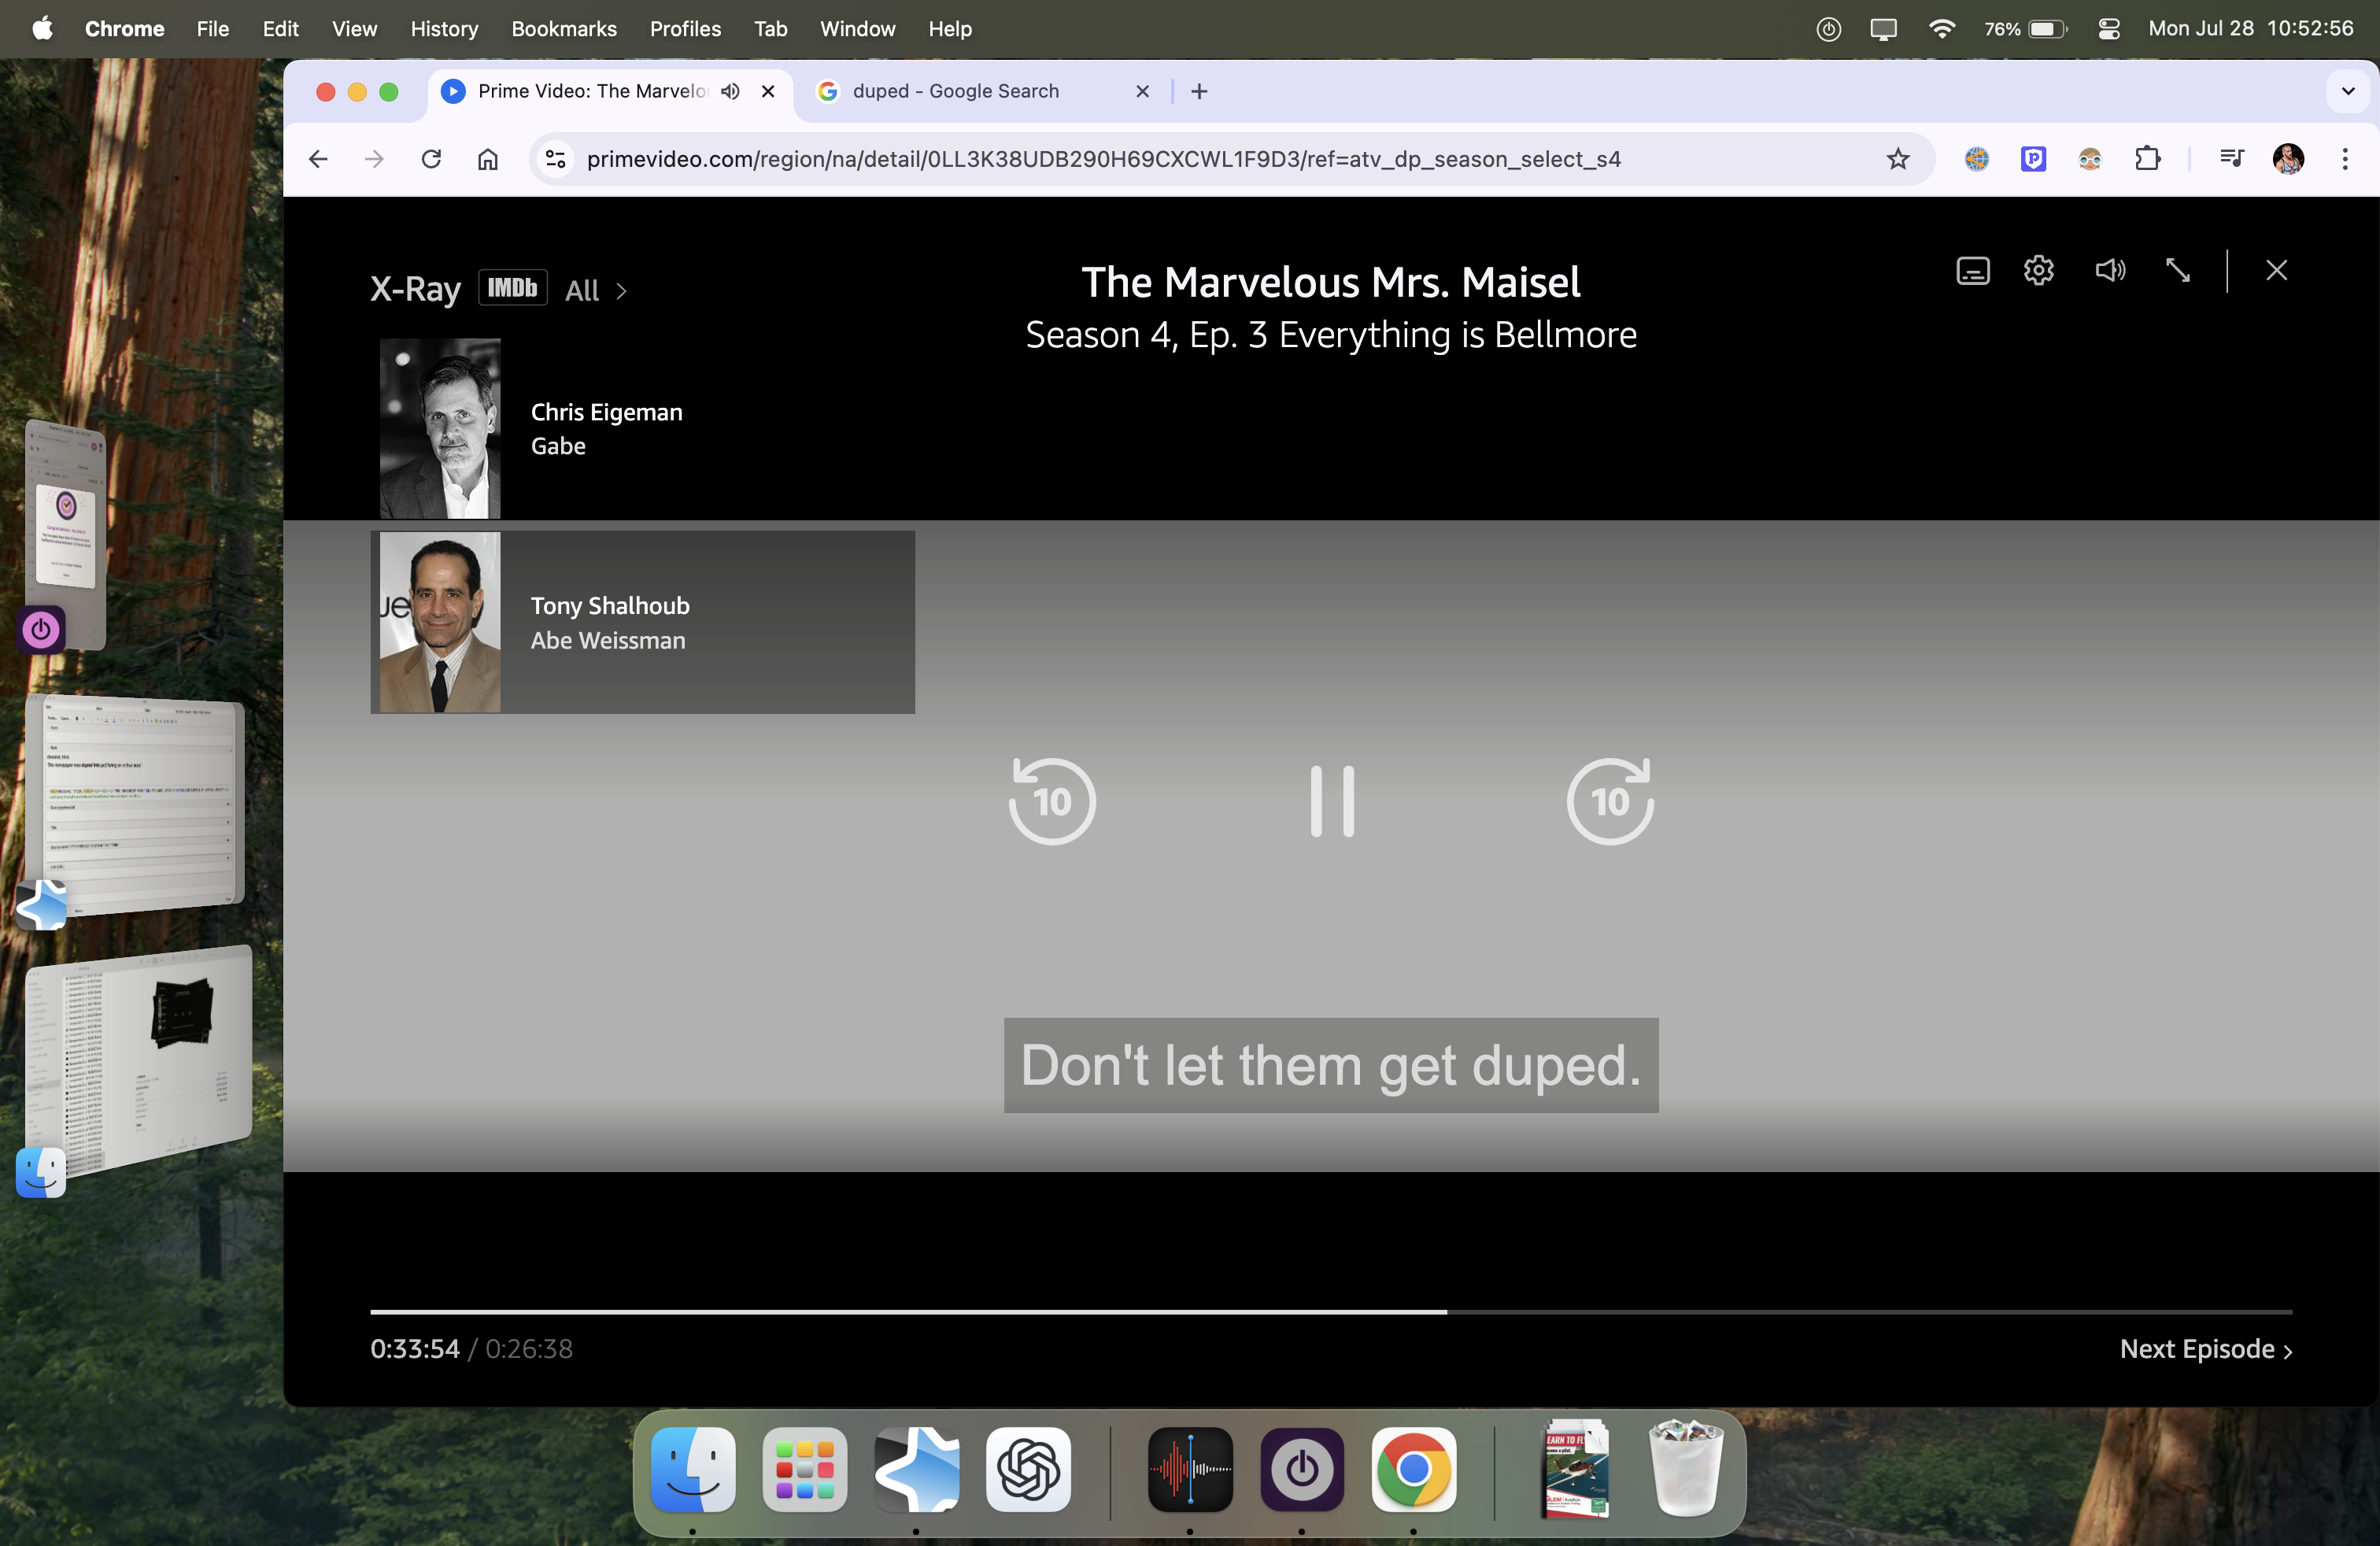 Chrome File Edit View History Bookmarks Profiles Tab Window Help 76% Mon Jul 28 10:52:56
Prime Video: The Marvelo
duped - Google Search
primevideo.com/region/na/detail/0LL3K38UDB290H69CXCWL1F9D3/ref=atv_dp_season_select_s4
X-Ray IMDb All >
The Marvelous Mrs. Maisel
Season 4, Ep. 3 Everything is Bellmore
Chris Eigeman
Gabe
Tony Shalhoub
Abe Weissman
10
10
Don't let them get duped.
0:33:54 / 0:26:38
Next Episode >